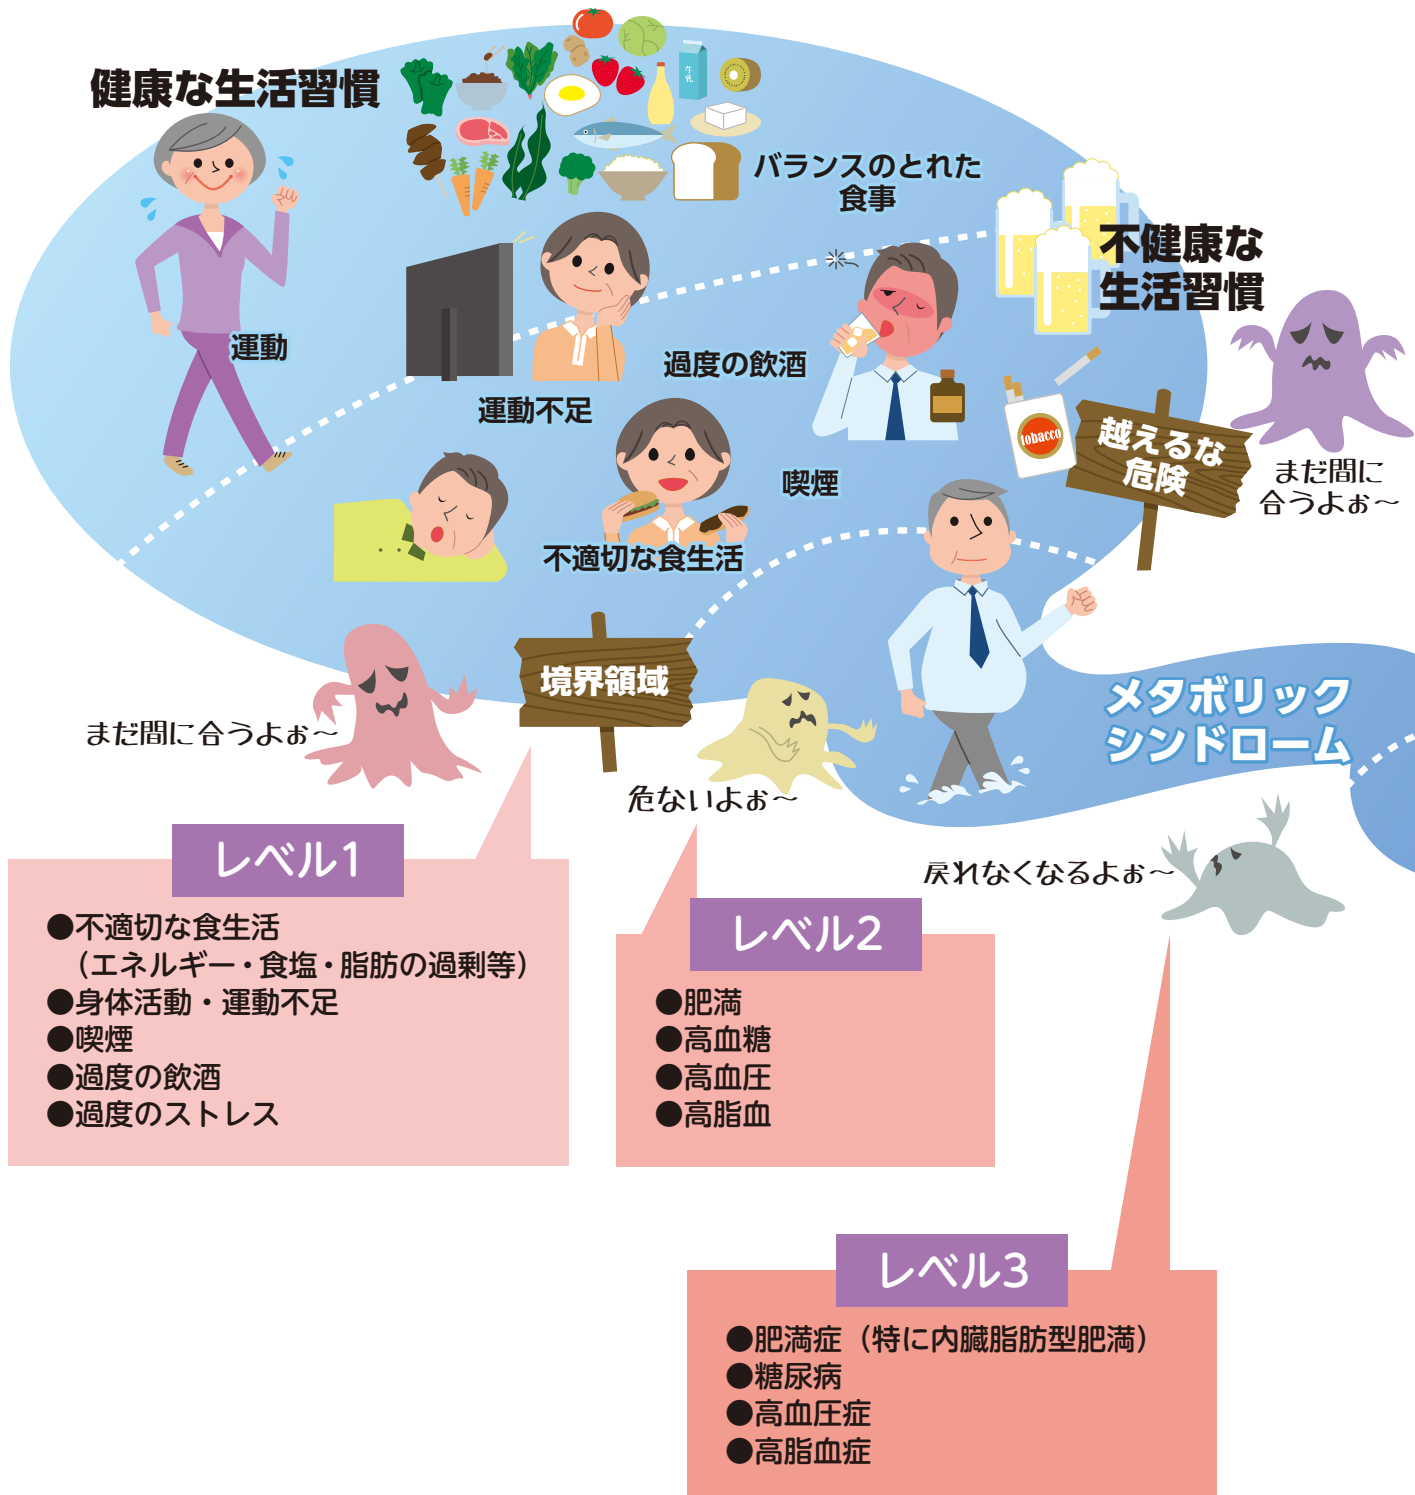 健康な生活習慣
牛乳
バランスのとれた
食事
不健康な
生活習慣
運動
過度の飲酒
運動不足
tobacco
越えるな
危険
まだ間に
合うよぉ〜
喫煙
不適切な食生活
境界領域
メタボリック
シンドローム
まだ間に合うよぉ〜
危ないよぉ〜
戻れなくなるよぉ〜
レベル1
●不適切な食生活
（エネルギー・食塩・脂肪の過剰等）
●身体活動・運動不足
●喫煙
●過度の飲酒
●過度のストレス
レベル2
●肥満
●高血糖
●高血圧
●高脂血
レベル3
●肥満症（特に内臓脂肪型肥満）
●糖尿病
●高血圧症
●高脂血症